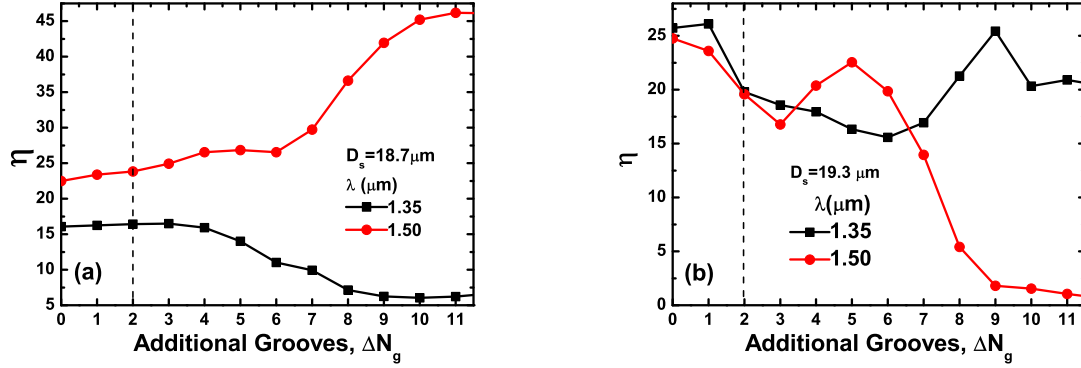 45
40
35
30
25
20
15
10
5
η
D_s=18.7μm
λ (μm)
1.35
1.50
(a)
0 1 2 3 4 5 6 7 8 9 10 11
Additional Grooves, ΔN_g
25
20
15
10
5
0
η
D_s=19.3 μm
λ(μm)
1.35
1.50
(b)
0 1 2 3 4 5 6 7 8 9 10 11
Additional Grooves, ΔN_g